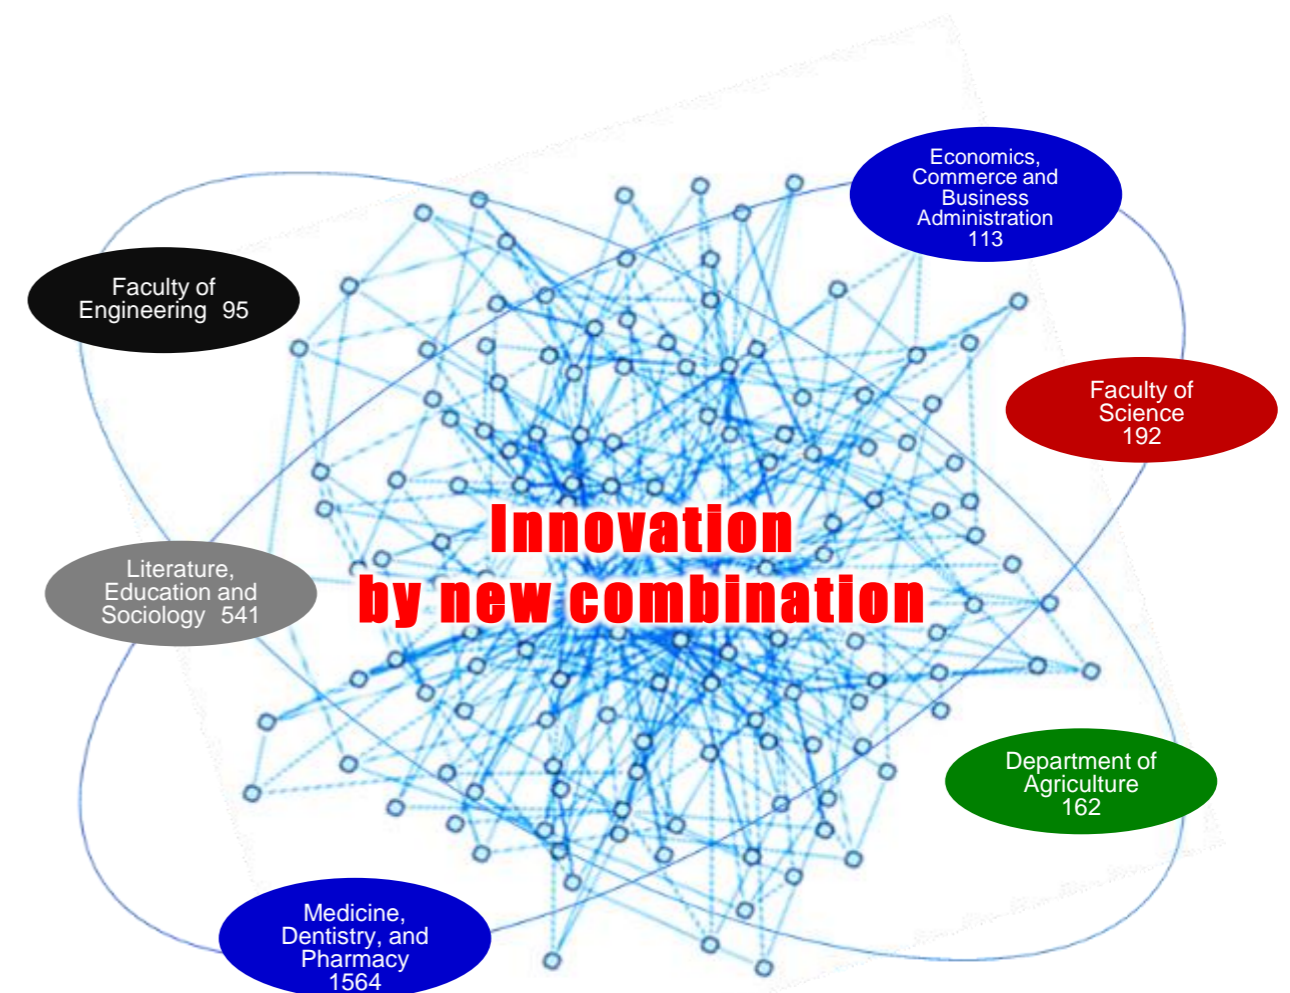 Economics,
Commerce and
Business
Administration
113
Faculty of
Engineering 95
Faculty of
Science
192
Innovation
by new combination
Literature,
Education and
Sociology 541
Department of
Agriculture
162
Medicine,
Dentistry, and
Pharmacy
1564